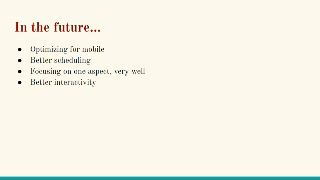 In the future...
● Optimizing for mobile
● Better scheduling
● Focusing on one aspect, very well
● Better interactivity